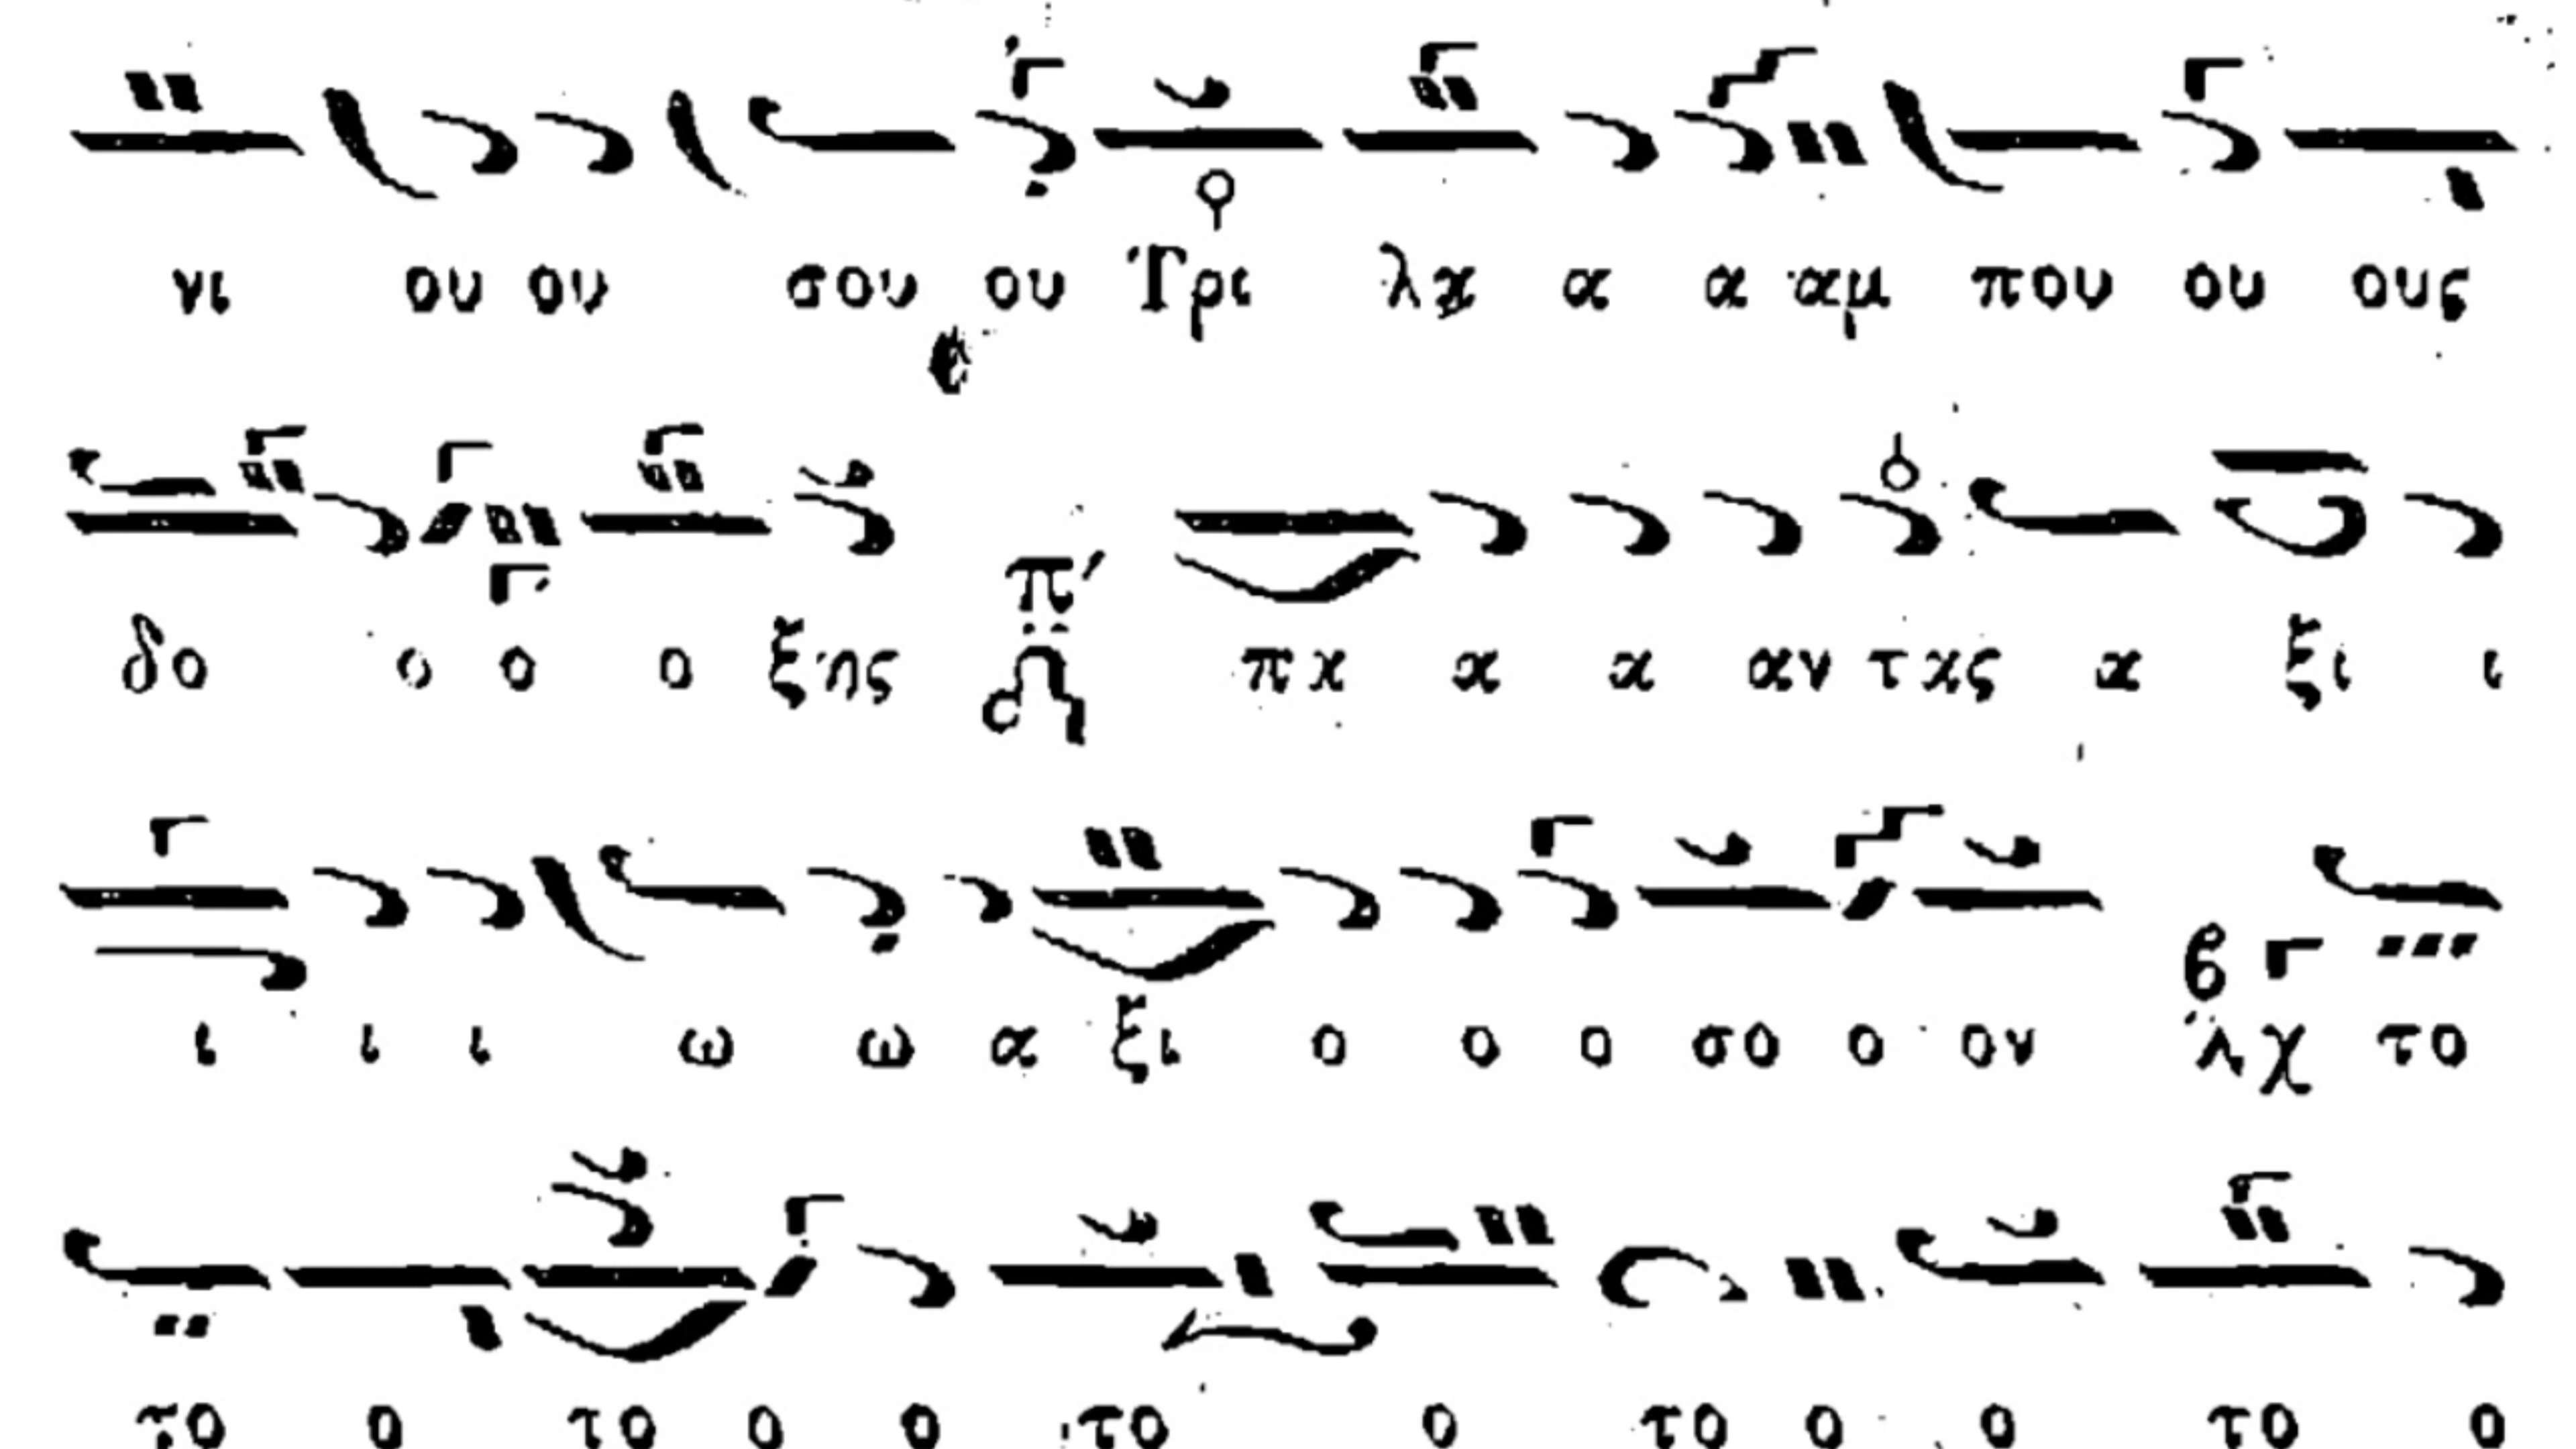 νι ου ου σου ου Τρι λα α α αμ που ου ους
δο ο ο ο ξης π΄ πα α α αν τας α ξι ι
ι ι ι ω ω α ξι ο ο ο σο ο ον λχ το
το ο το ο ο το ο το ο ο το ο